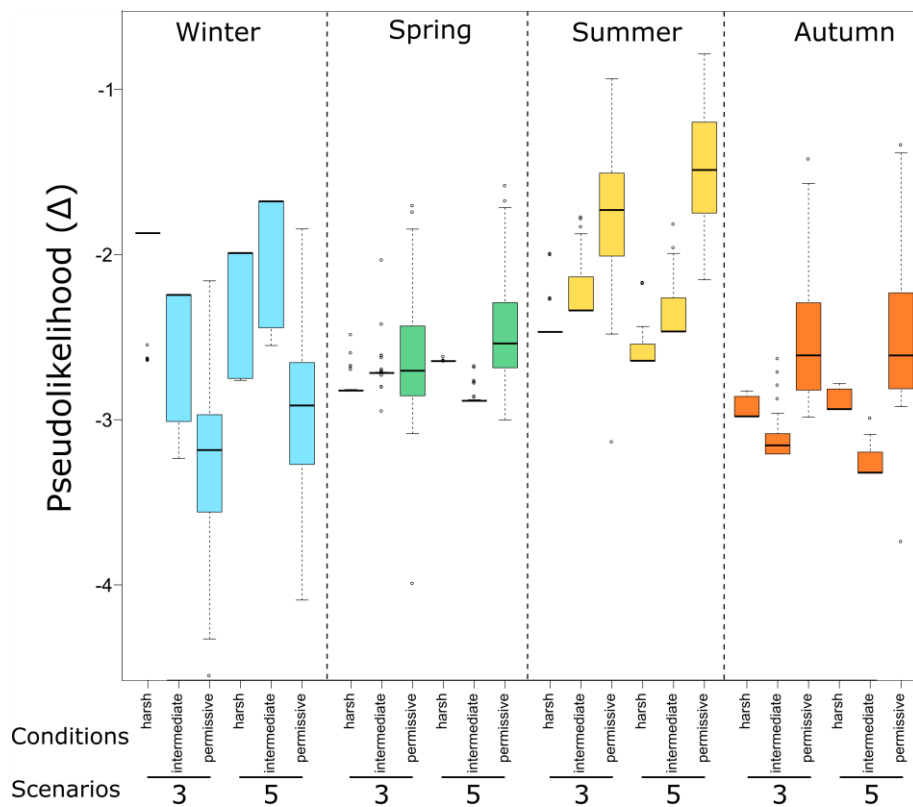 Winter Spring Summer Autumn
Pseudolikelihood (Δ)
-1
-2
-3
-4
Conditions harsh intermediate permissive harsh intermediate permissive harsh intermediate permissive harsh intermediate permissive harsh intermediate permissive harsh intermediate permissive harsh intermediate permissive harsh intermediate permissive
Scenarios 3 5 3 5 3 5 3 5